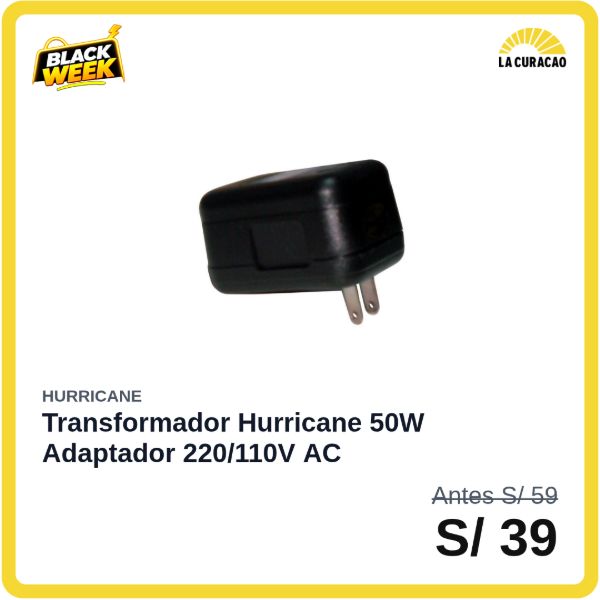 BLACK
WEEK
LA CURACAO
HURRICANE
Transformador Hurricane 50W
Adaptador 220/110V AC
Antes S/ 59
S/ 39